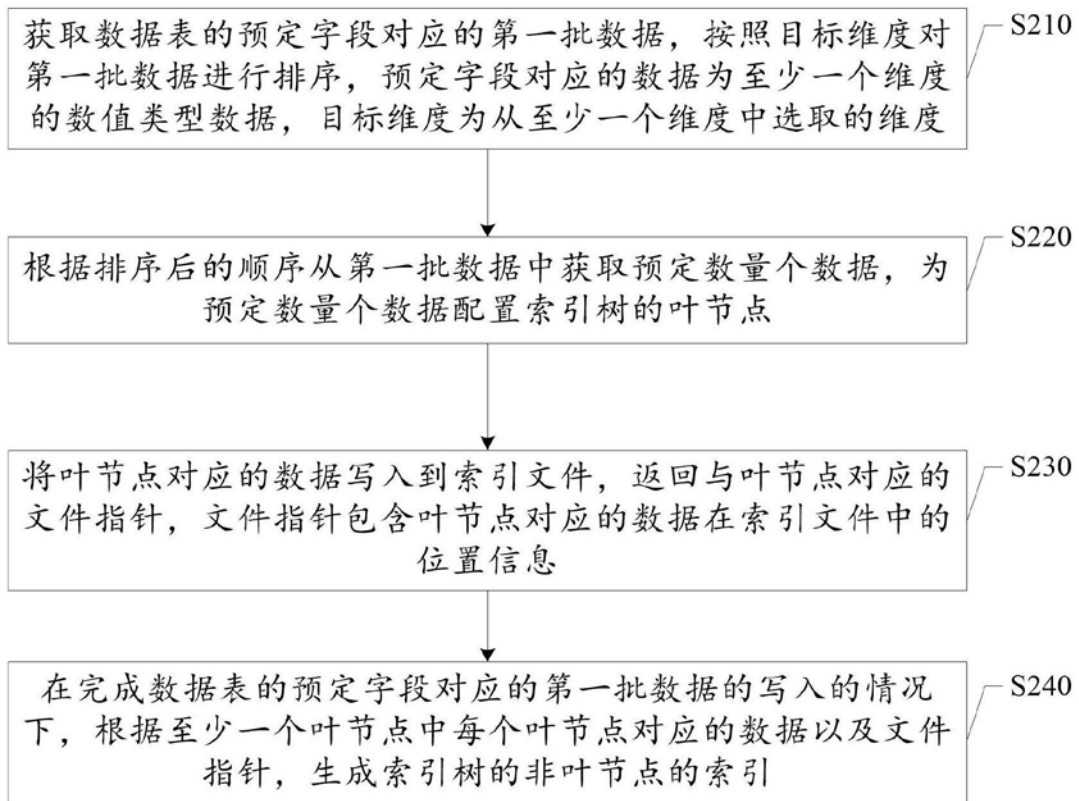 获取数据表的预定字段对应的第一批数据，按照目标维度对
第一批数据进行排序，预定字段对应的数据为至少一个维度
的数值类型数据，目标维度为从至少一个维度中选取的维度
S210
根据排序后的顺序从第一批数据中获取预定数量个数据，为
预定数量个数据配置索引树的叶节点
S220
将叶节点对应的数据写入到索引文件，返回与叶节点对应的
文件指针，文件指针包含叶节点对应的数据在索引文件中的
位置信息
S230
在完成数据表的预定字段对应的第一批数据的写入的情况
下，根据至少一个叶节点中每个叶节点对应的数据以及文件
指针，生成索引树的非叶节点的索引
S240